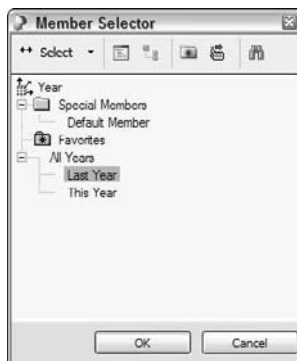 Member Selector
Select
Year
Special Members
Default Member
Favorites
All Years
Last Year
This Year
OK
Cancel